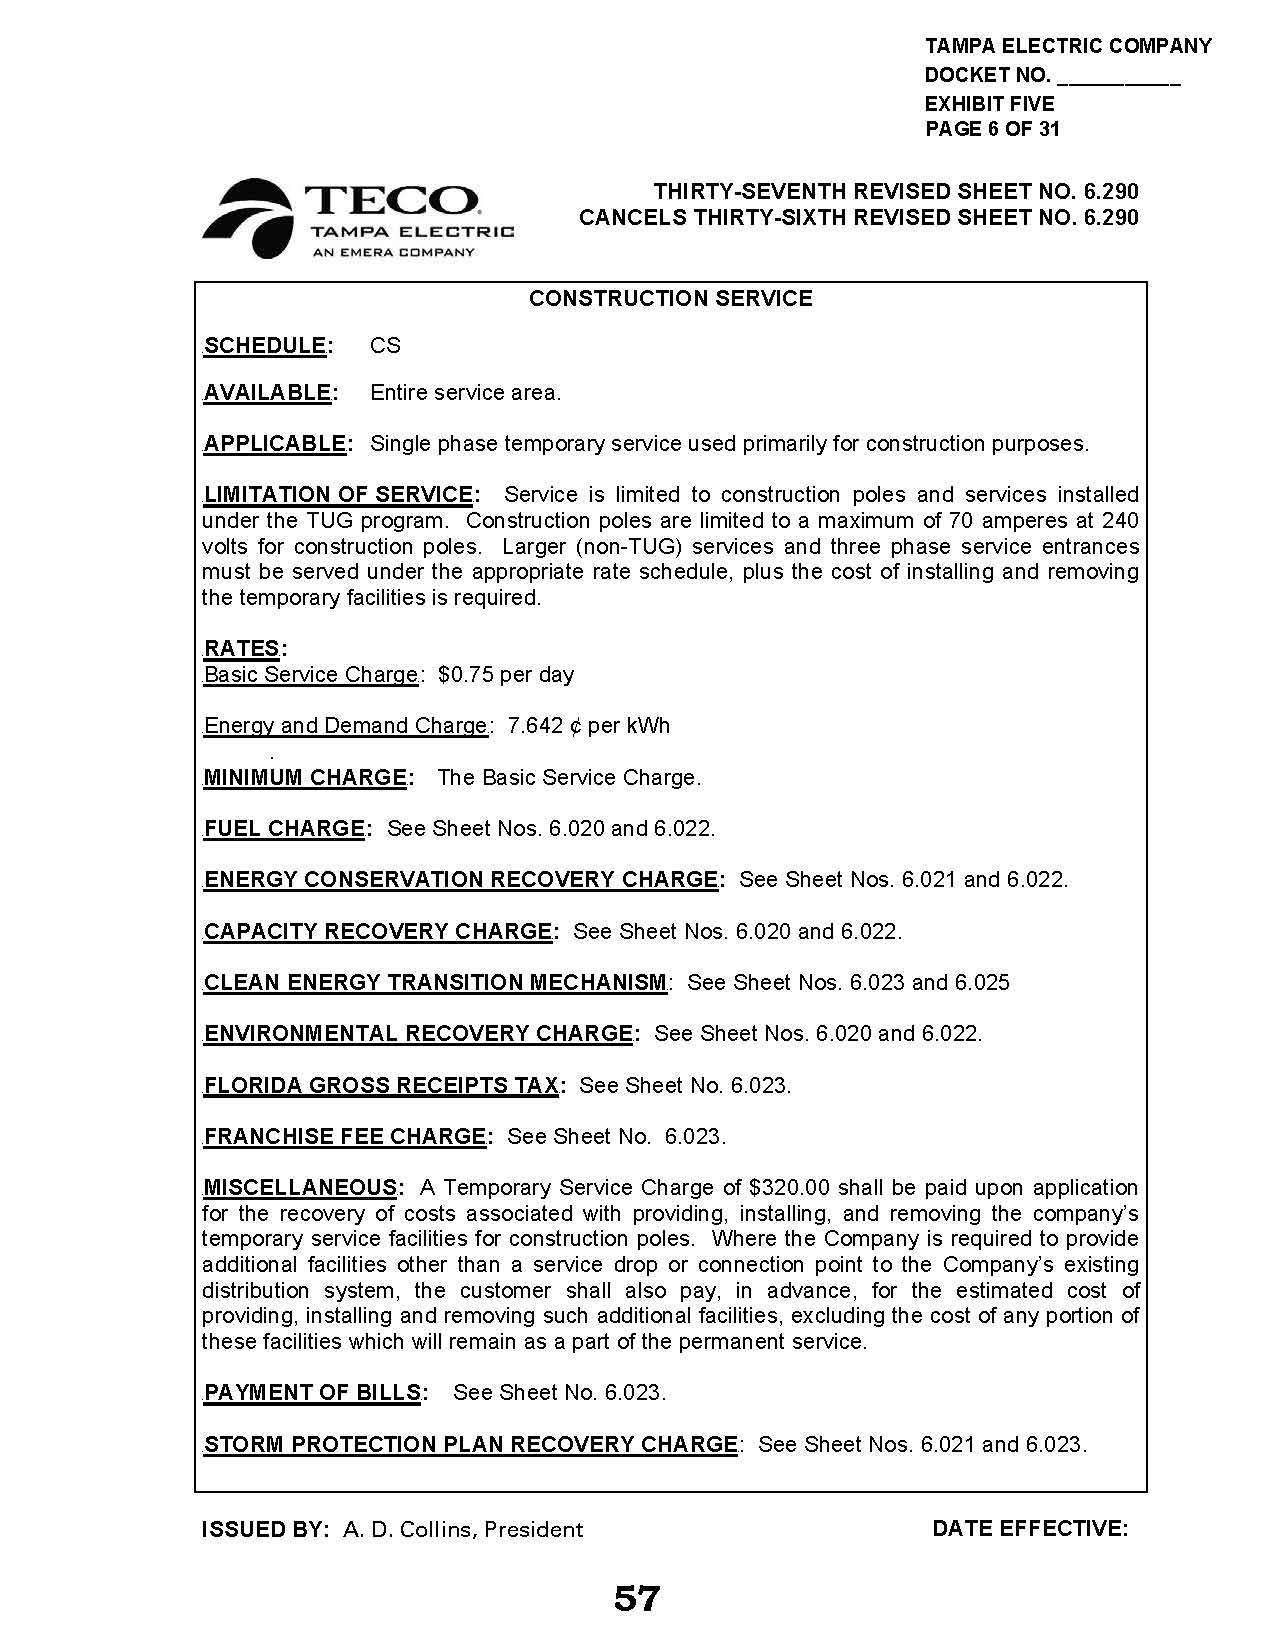 TAMPA ELECTRIC COMPANY
DOCKET NO. ___________
EXHIBIT FIVE
PAGE 6 OF 31
TECO.
TAMPA ELECTRIC
AN EMERA COMPANY
THIRTY-SEVENTH REVISED SHEET NO. 6.290
CANCELS THIRTY-SIXTH REVISED SHEET NO. 6.290
CONSTRUCTION SERVICE
SCHEDULE: CS
AVAILABLE: Entire service area.
APPLICABLE: Single phase temporary service used primarily for construction purposes.
LIMITATION OF SERVICE: Service is limited to construction poles and services installed
under the TUG program. Construction poles are limited to a maximum of 70 amperes at 240
volts for construction poles. Larger (non-TUG) services and three phase service entrances
must be served under the appropriate rate schedule, plus the cost of installing and removing
the temporary facilities is required.
RATES:
Basic Service Charge: $0.75 per day
Energy and Demand Charge: 7.642 ¢ per kWh
.
MINIMUM CHARGE: The Basic Service Charge.
FUEL CHARGE: See Sheet Nos. 6.020 and 6.022.
ENERGY CONSERVATION RECOVERY CHARGE: See Sheet Nos. 6.021 and 6.022.
CAPACITY RECOVERY CHARGE: See Sheet Nos. 6.020 and 6.022.
CLEAN ENERGY TRANSITION MECHANISM: See Sheet Nos. 6.023 and 6.025
ENVIRONMENTAL RECOVERY CHARGE: See Sheet Nos. 6.020 and 6.022.
FLORIDA GROSS RECEIPTS TAX: See Sheet No. 6.023.
FRANCHISE FEE CHARGE: See Sheet No. 6.023.
MISCELLANEOUS: A Temporary Service Charge of $320.00 shall be paid upon application
for the recovery of costs associated with providing, installing, and removing the company's
temporary service facilities for construction poles. Where the Company is required to provide
additional facilities other than a service drop or connection point to the Company's existing
distribution system, the customer shall also pay, in advance, for the estimated cost of
providing, installing and removing such additional facilities, excluding the cost of any portion of
these facilities which will remain as a part of the permanent service.
PAYMENT OF BILLS: See Sheet No. 6.023.
STORM PROTECTION PLAN RECOVERY CHARGE: See Sheet Nos. 6.021 and 6.023.
ISSUED BY: A. D. Collins, President
DATE EFFECTIVE:
57